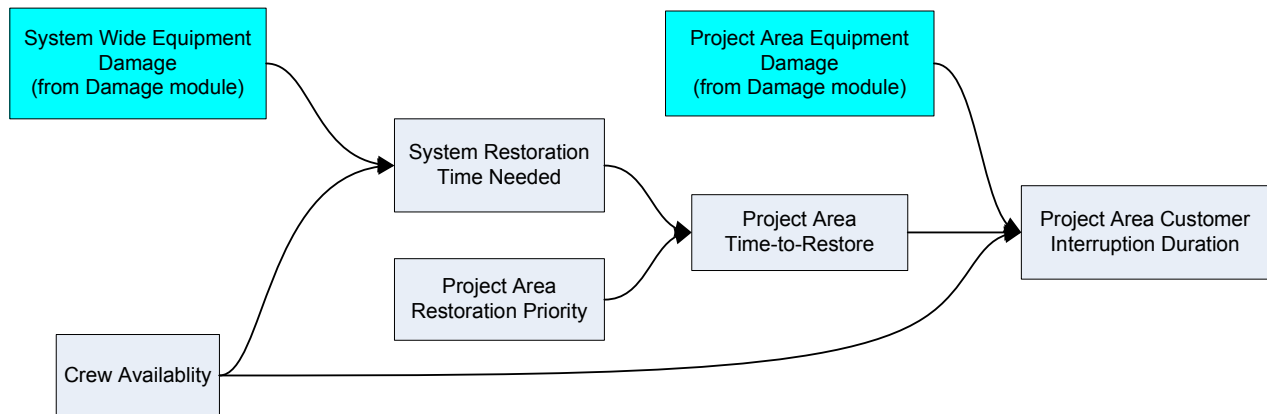 System Wide Equipment
Damage
(from Damage module)
Project Area Equipment
Damage
(from Damage module)
System Restoration
Time Needed
Project Area
Time-to-Restore
Project Area Customer
Interruption Duration
Project Area
Restoration Priority
Crew Availablity